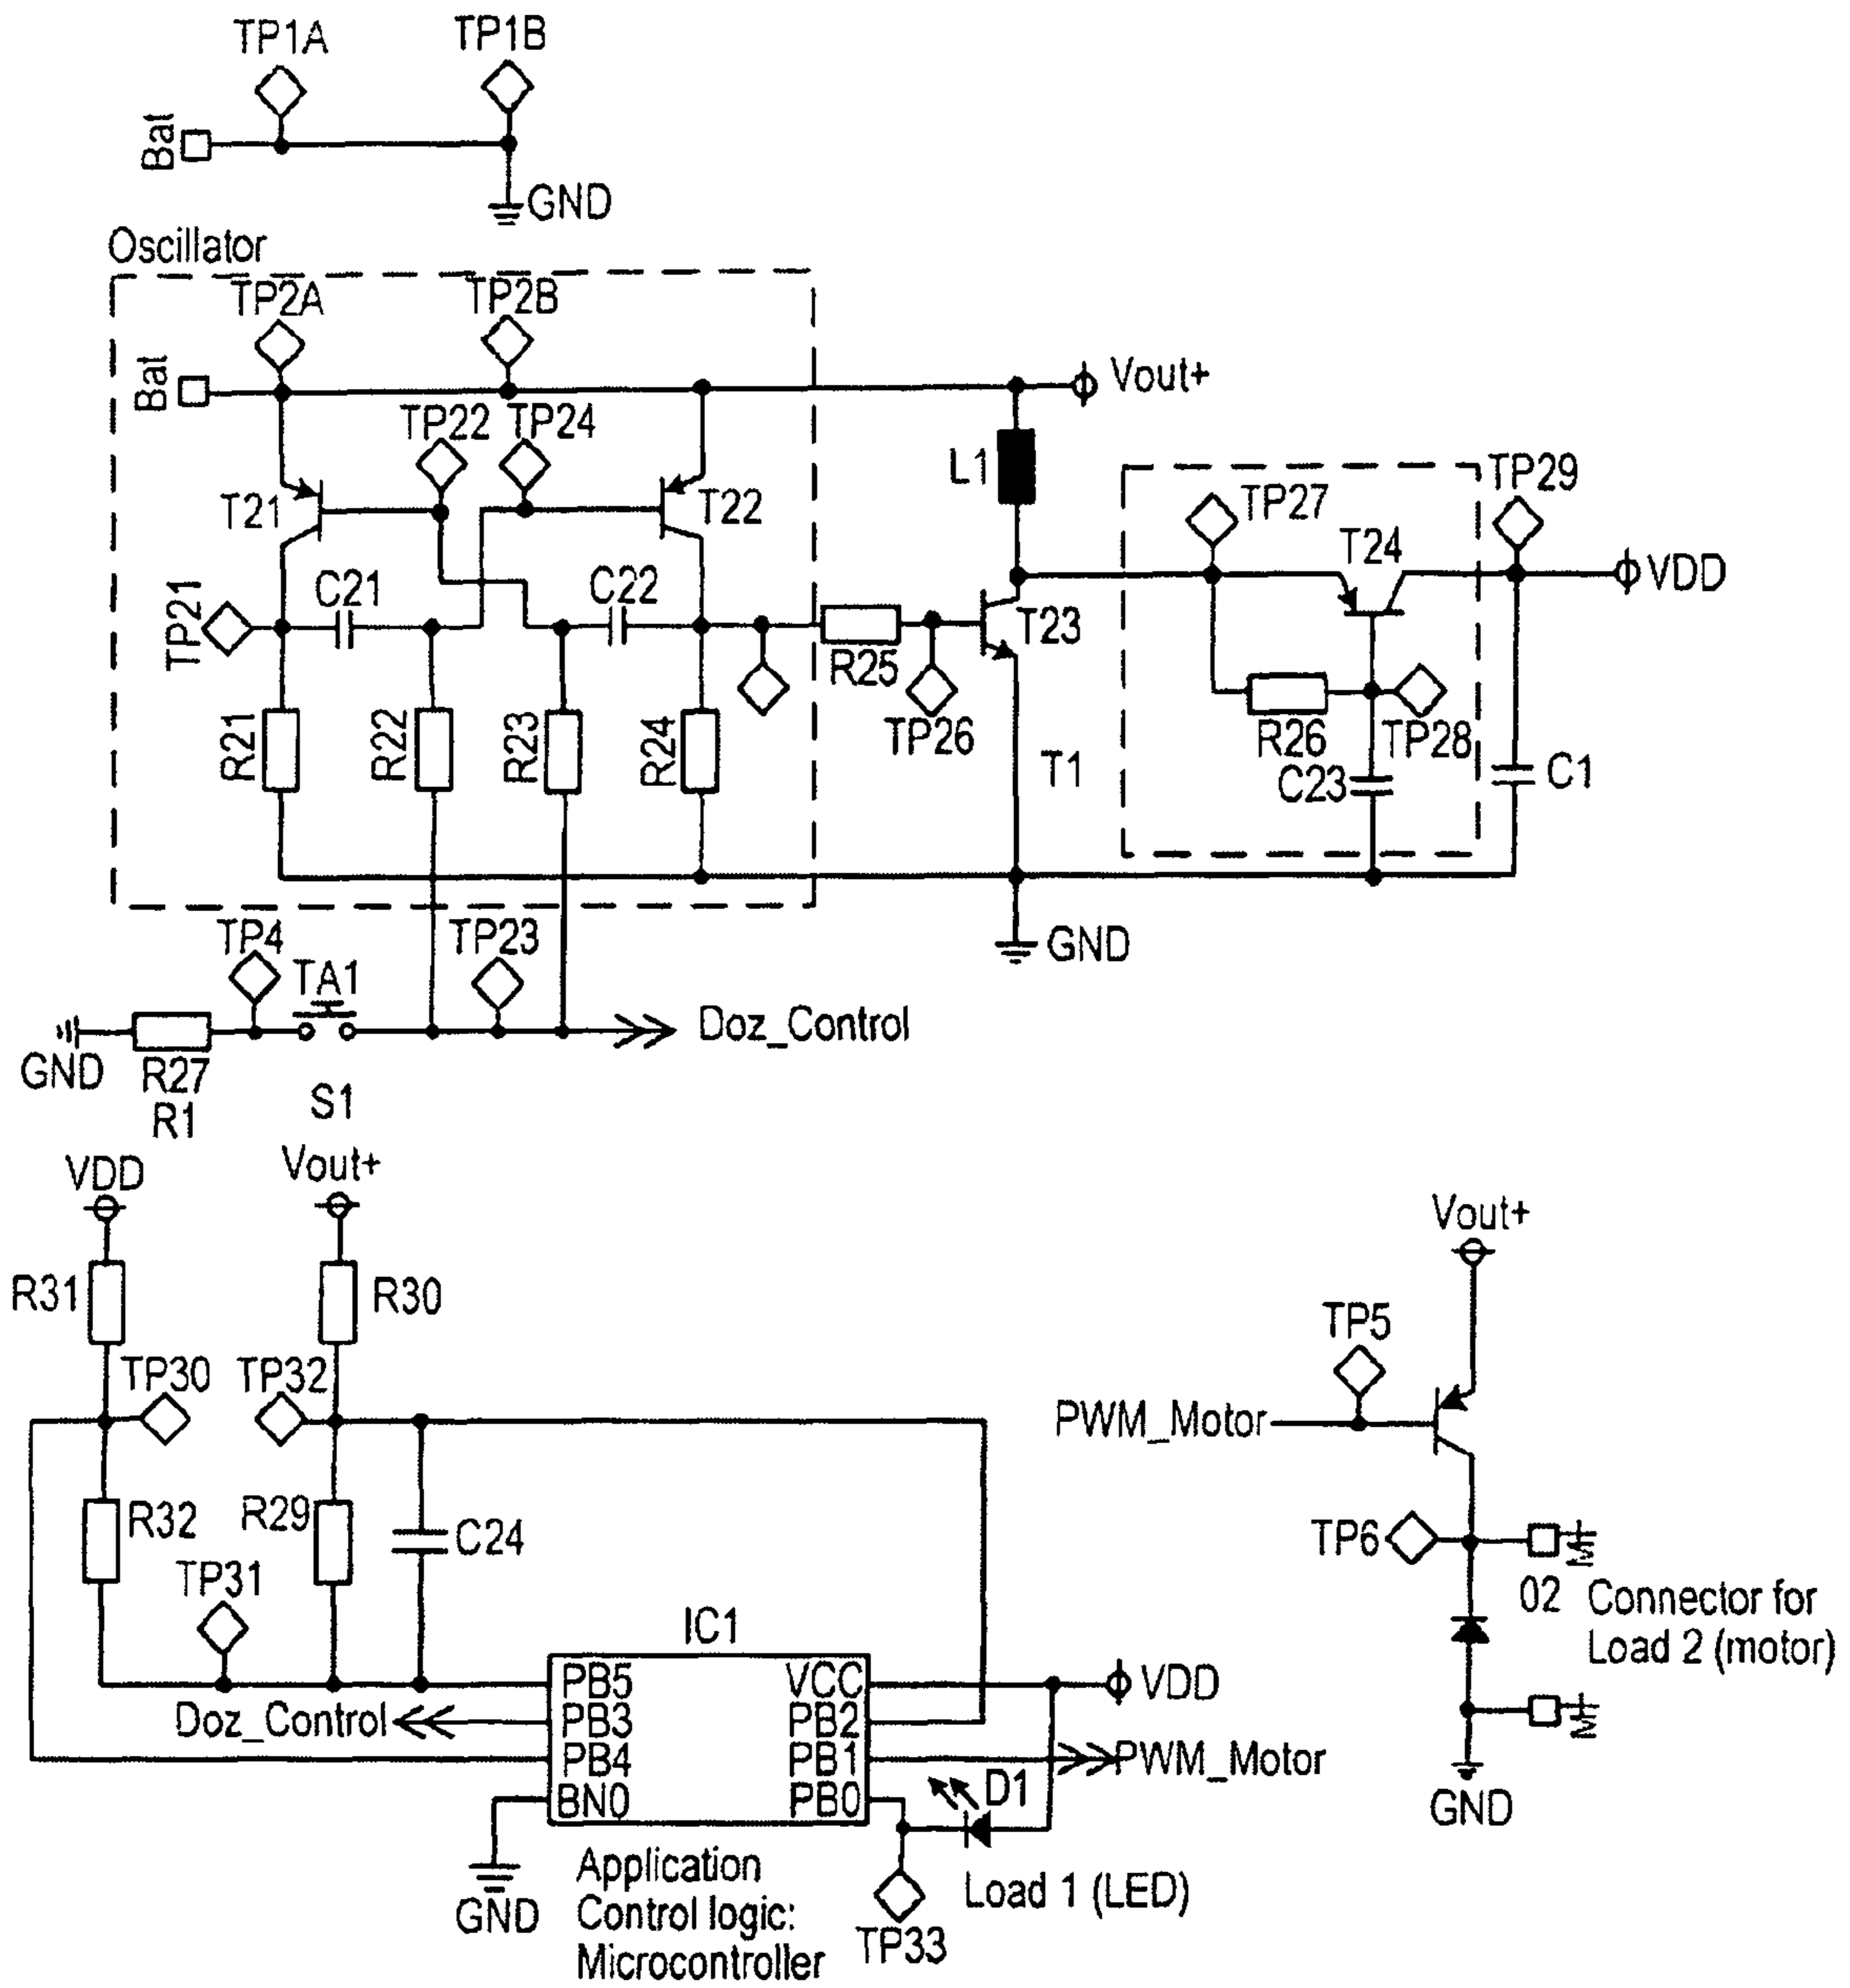 TP1A
TP1B
Bat
GND
Oscillator
TP2A
TP2B
Bat
Vout+
TP22
TP24
L1
TP27
TP29
T21
T22
T24
VDD
TP21
C21
C22
T23
R25
TP26
R21
R22
R23
R24
R26
TP28
T1
C23
C1
GND
TP4
TA1
TP23
Doz_Control
GND
R27
R1
S1
VDD
Vout+
Vout+
R31
R30
TP5
TP30
TP32
PWM_Motor
R32
R29
C24
TP6
M+
TP31
02
Connector for
Load 2 (motor)
IC1
PB5
VCC
VDD
Doz_Control
PB3
PB2
PB4
PB1
PWM_Motor
BN0
PB0
D1
GND
GND
Application
Control logic:
Microcontroller
Load 1 (LED)
TP33